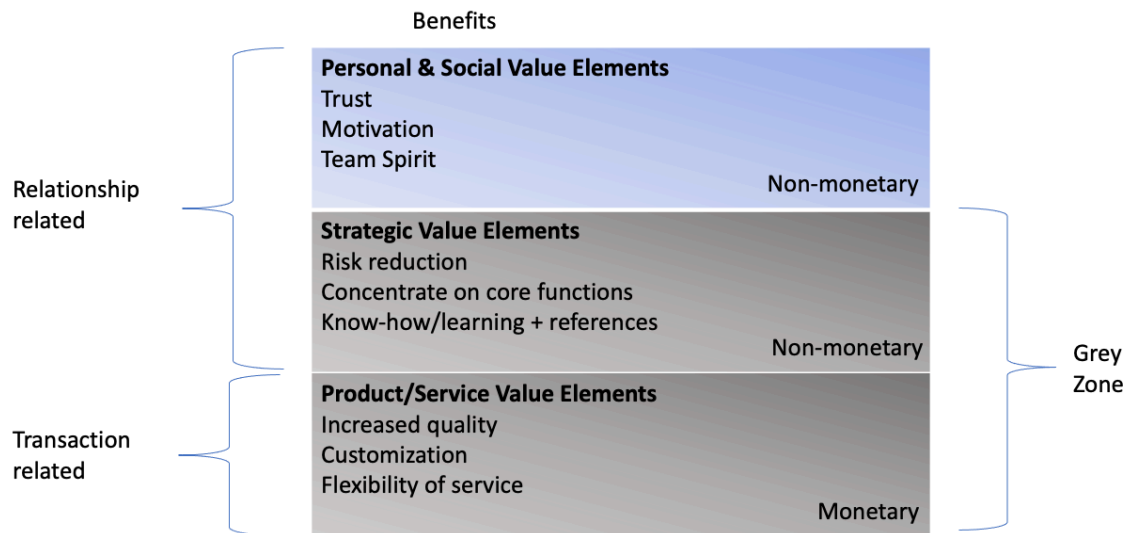 Benefits
Personal & Social Value Elements
Trust
Motivation
Team Spirit
Non-monetary
Relationship
related
Strategic Value Elements
Risk reduction
Concentrate on core functions
Know-how/learning + references
Non-monetary
Grey
Zone
Product/Service Value Elements
Increased quality
Customization
Flexibility of service
Monetary
Transaction
related